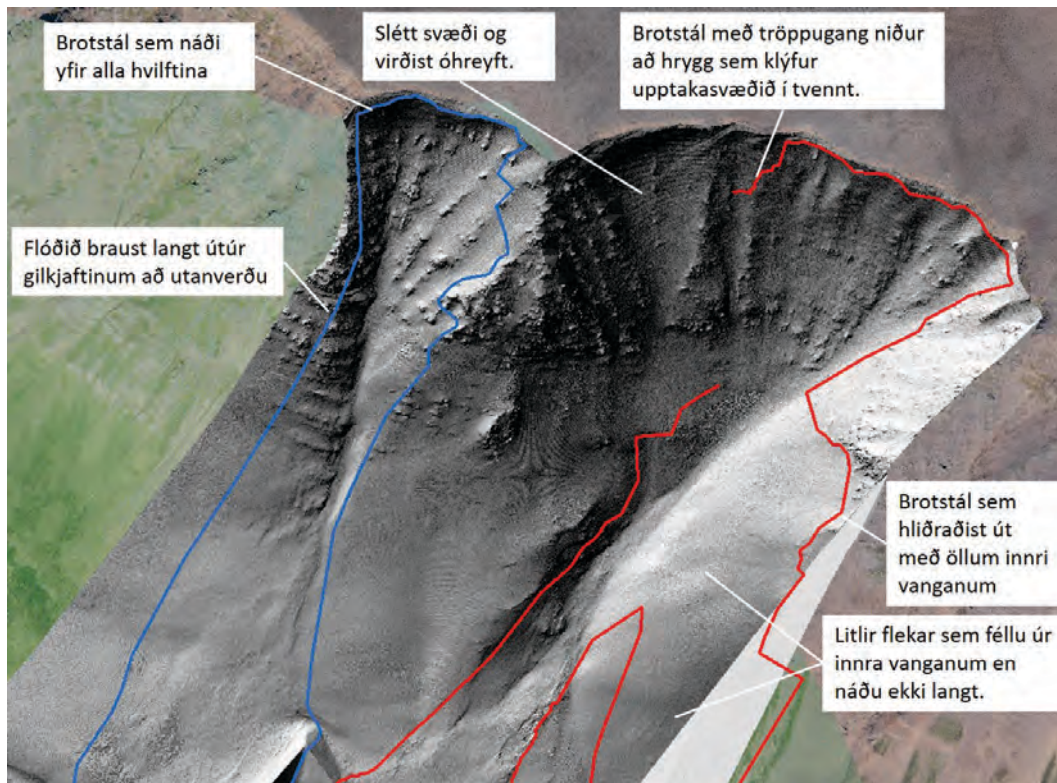 Brotstál sem náði
yfir alla hvilftina
Slétt svæði og
virðist óhreyft.
Brotstál með tröppugang niður
að hrygg sem klýfur
upptakasvæðið í tvennt.
Flóðið braust langt útúr
gilkjaftinum að utanverðu
Brotstál sem
hliðraðist út
með öllum innri
vanganum
Litlir flekar sem féllu úr
innra vanganum en
náðu ekki langt.